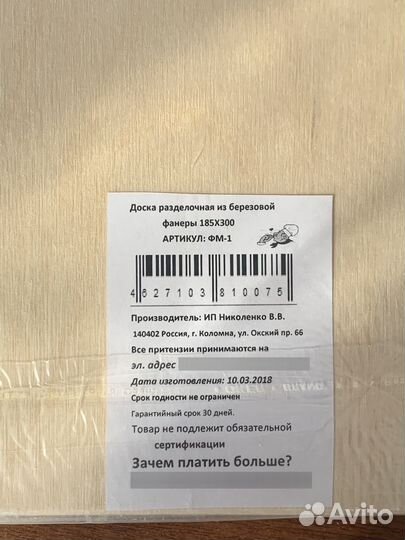 Доска разделочная из березовой
фанеры 185Х300
АРТИКУЛ: ФМ-1
4627103 810075
Производитель: ИП Николенко В.В.
140402 Россия, г. Коломна, ул. Окский пр. 66
Все притензии принимаются на
эл. адрес
Дата изготовления: 10.03.2018
Срок годности не ограничен
Гарантийный срок 30 дней.
Товар не подлежит обязательной
сертификации
Зачем платить больше?
Avito